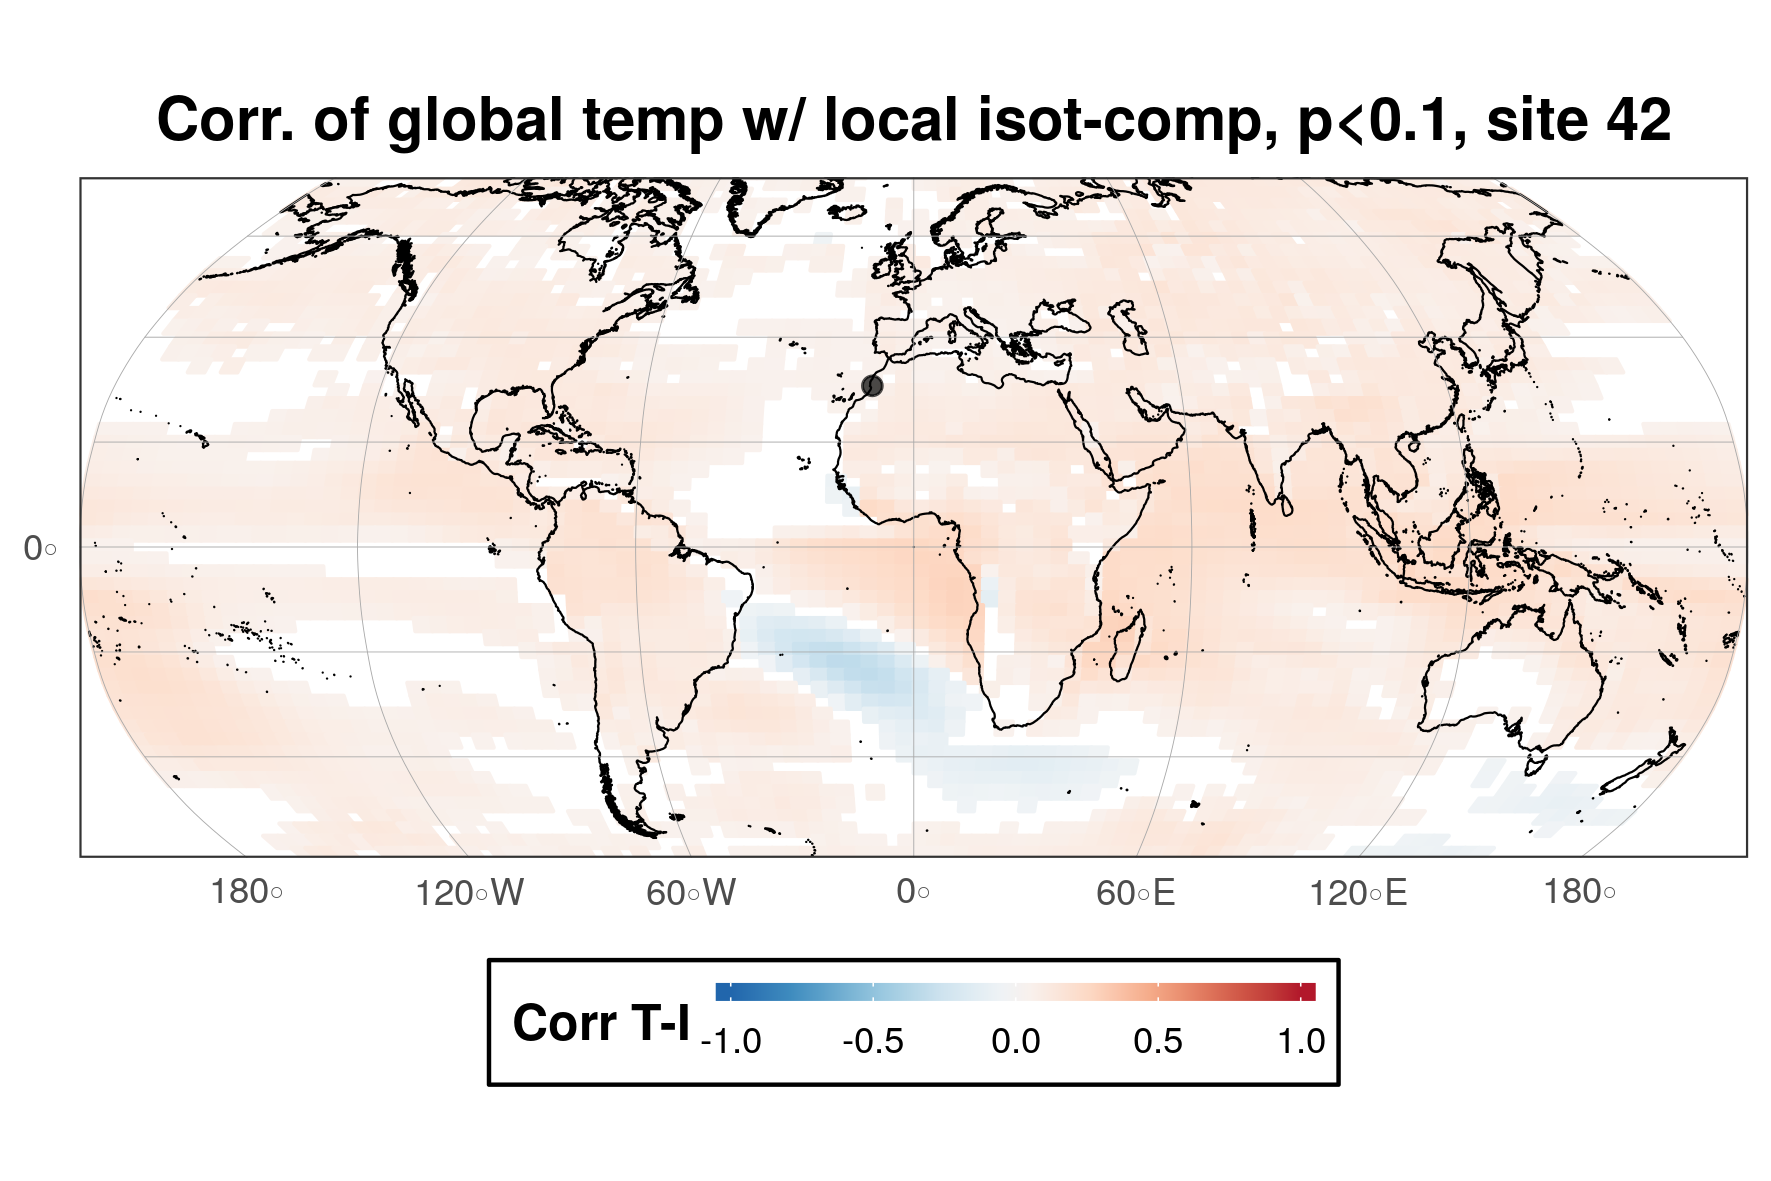 Corr. of global temp w/ local isot-comp, p<0.1, site 42
0°
180° 120°W 60°W 0° 60°E 120°E 180°
Corr T-I
-1.0 -0.5 0.0 0.5 1.0